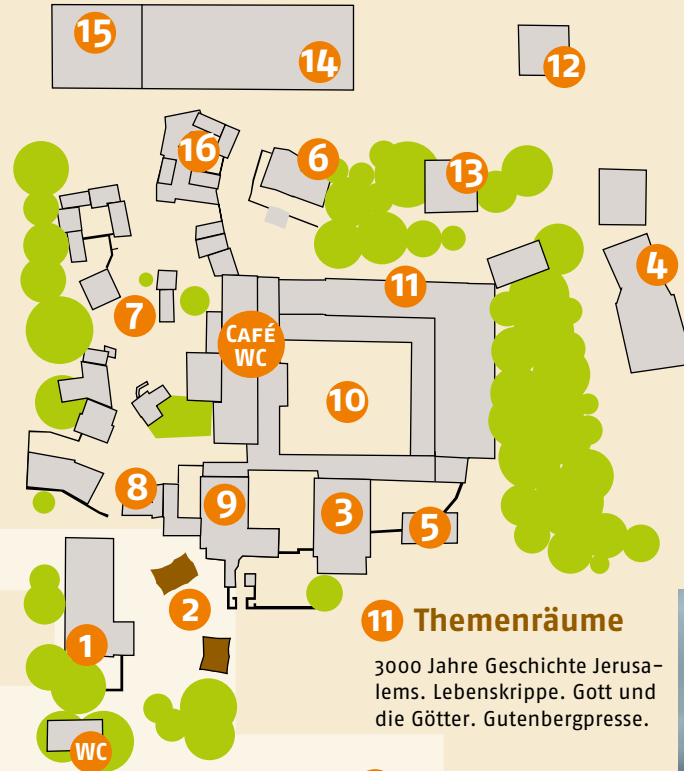 15
14
12
16
6
13
4
11
7
CAFÉ
WC
10
8
9
3
5
2
1
WC
11 Themenräume
3000 Jahre Geschichte Jerusa-
lems. Lebenskrippe. Gott und
die Götter. Gutenbergpresse.